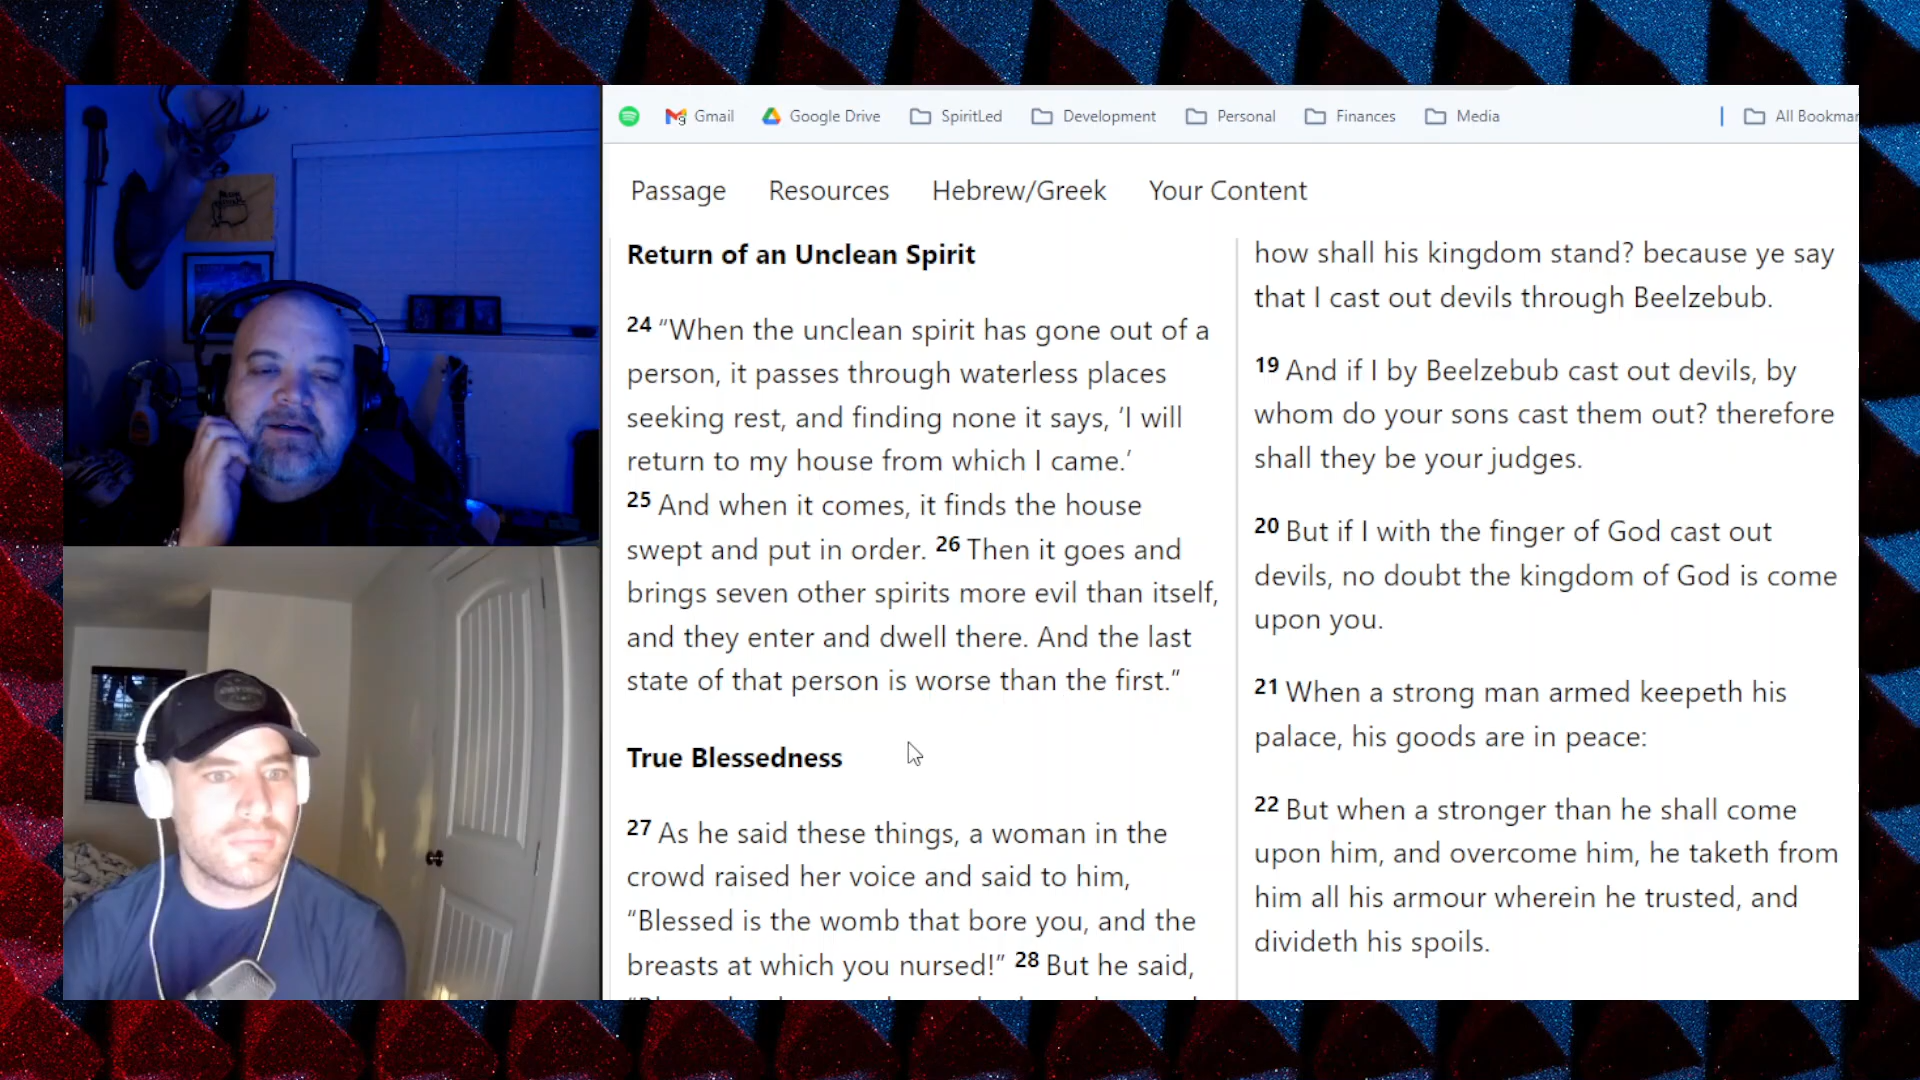 Gmail Google Drive SpiritLed Development Personal Finances Media All Bookmar
Passage Resources Hebrew/Greek Your Content
Return of an Unclean Spirit
24 “When the unclean spirit has gone out of a
person, it passes through waterless places
seeking rest, and finding none it says, ‘I will
return to my house from which I came.’
25 And when it comes, it finds the house
swept and put in order. 26 Then it goes and
brings seven other spirits more evil than itself,
and they enter and dwell there. And the last
state of that person is worse than the first.”
True Blessedness
27 As he said these things, a woman in the
crowd raised her voice and said to him,
“Blessed is the womb that bore you, and the
breasts at which you nursed!” 28 But he said,
how shall his kingdom stand? because ye say
that I cast out devils through Beelzebub.
19 And if I by Beelzebub cast out devils, by
whom do your sons cast them out? therefore
shall they be your judges.
20 But if I with the finger of God cast out
devils, no doubt the kingdom of God is come
upon you.
21 When a strong man armed keepeth his
palace, his goods are in peace:
22 But when a stronger than he shall come
upon him, and overcome him, he taketh from
him all his armour wherein he trusted, and
divideth his spoils.